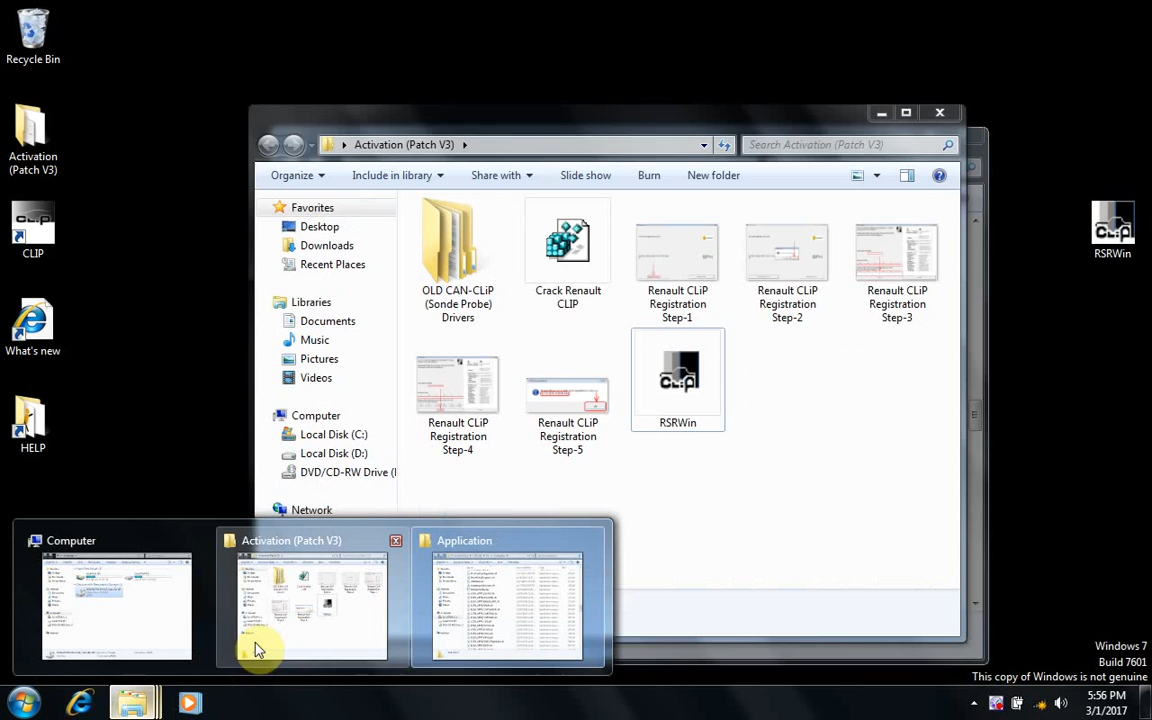 Recycle Bin
Activation
(Patch V3)
CLiP
CLIP
What's new
HELP
Activation (Patch V3)
Search Activation (Patch V3)
Organize
Include in library
Share with
Slide show
Burn
New folder
Favorites
Desktop
Downloads
Recent Places
Libraries
Documents
Music
Pictures
Videos
Computer
Local Disk (C:)
Local Disk (D:)
DVD/CD-RW Drive (I
Network
OLD CAN-CLiP
(Sonde Probe)
Drivers
Crack Renault
CLIP
Renault CLiP
Registration
Step-1
Renault CLiP
Registration
Step-2
Renault CLiP
Registration
Step-3
Renault CLiP
Registration
Step-4
Renault CLiP
Registration
Step-5
CLiP
RSRWin
CLiP
RSRWin
Computer
Activation (Patch V3)
Application
Windows 7
Build 7601
This copy of Windows is not genuine
5:56 PM
3/1/2017